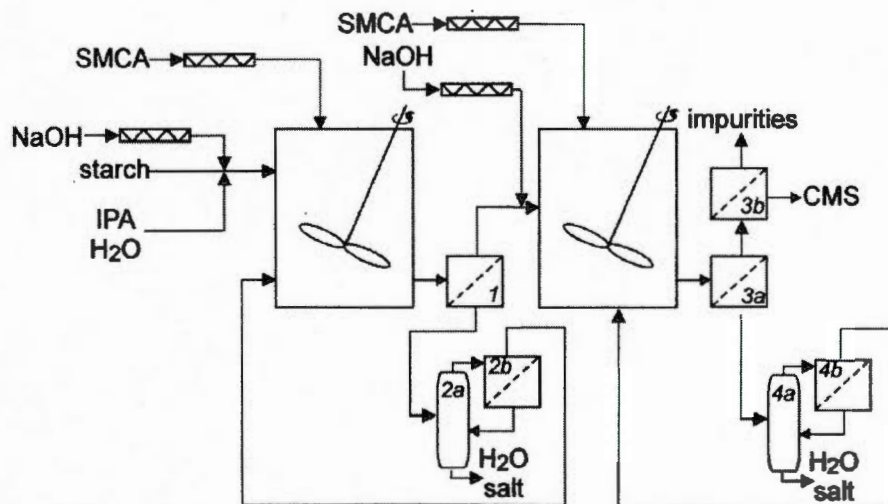 SMCA
SMCA
NaOH
NaOH
starch
IPA
H₂O
impurities
CMS
1
3b
3a
2a
2b
H₂O
salt
4a
4b
H₂O
salt